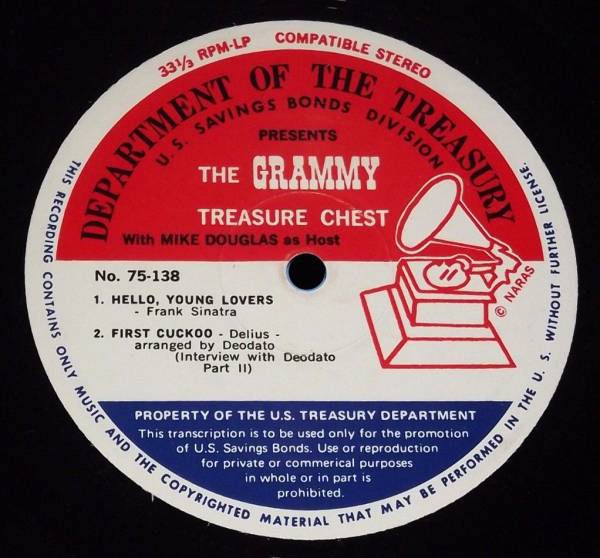 33⅓ RPM-LP COMPATIBLE STEREO
DEPARTMENT OF THE TREASURY
U. S. SAVINGS BONDS DIVISION
PRESENTS
THE GRAMMY
TREASURE CHEST
With MIKE DOUGLAS as Host
No. 75-138
1. HELLO, YOUNG LOVERS
- Frank Sinatra
2. FIRST CUCKOO - Delius -
arranged by Deodato
(Interview with Deodato
Part II)
© NARAS
PROPERTY OF THE U.S. TREASURY DEPARTMENT
This transcription is to be used only for the promotion
of U.S. Savings Bonds. Use or reproduction
for private or commerical purposes
in whole or in part is
prohibited.
THIS RECORDING CONTAINS ONLY MUSIC AND THE COPYRIGHTED MATERIAL THAT MAY BE PERFORMED IN THE U. S. WITHOUT FURTHER LICENSE.